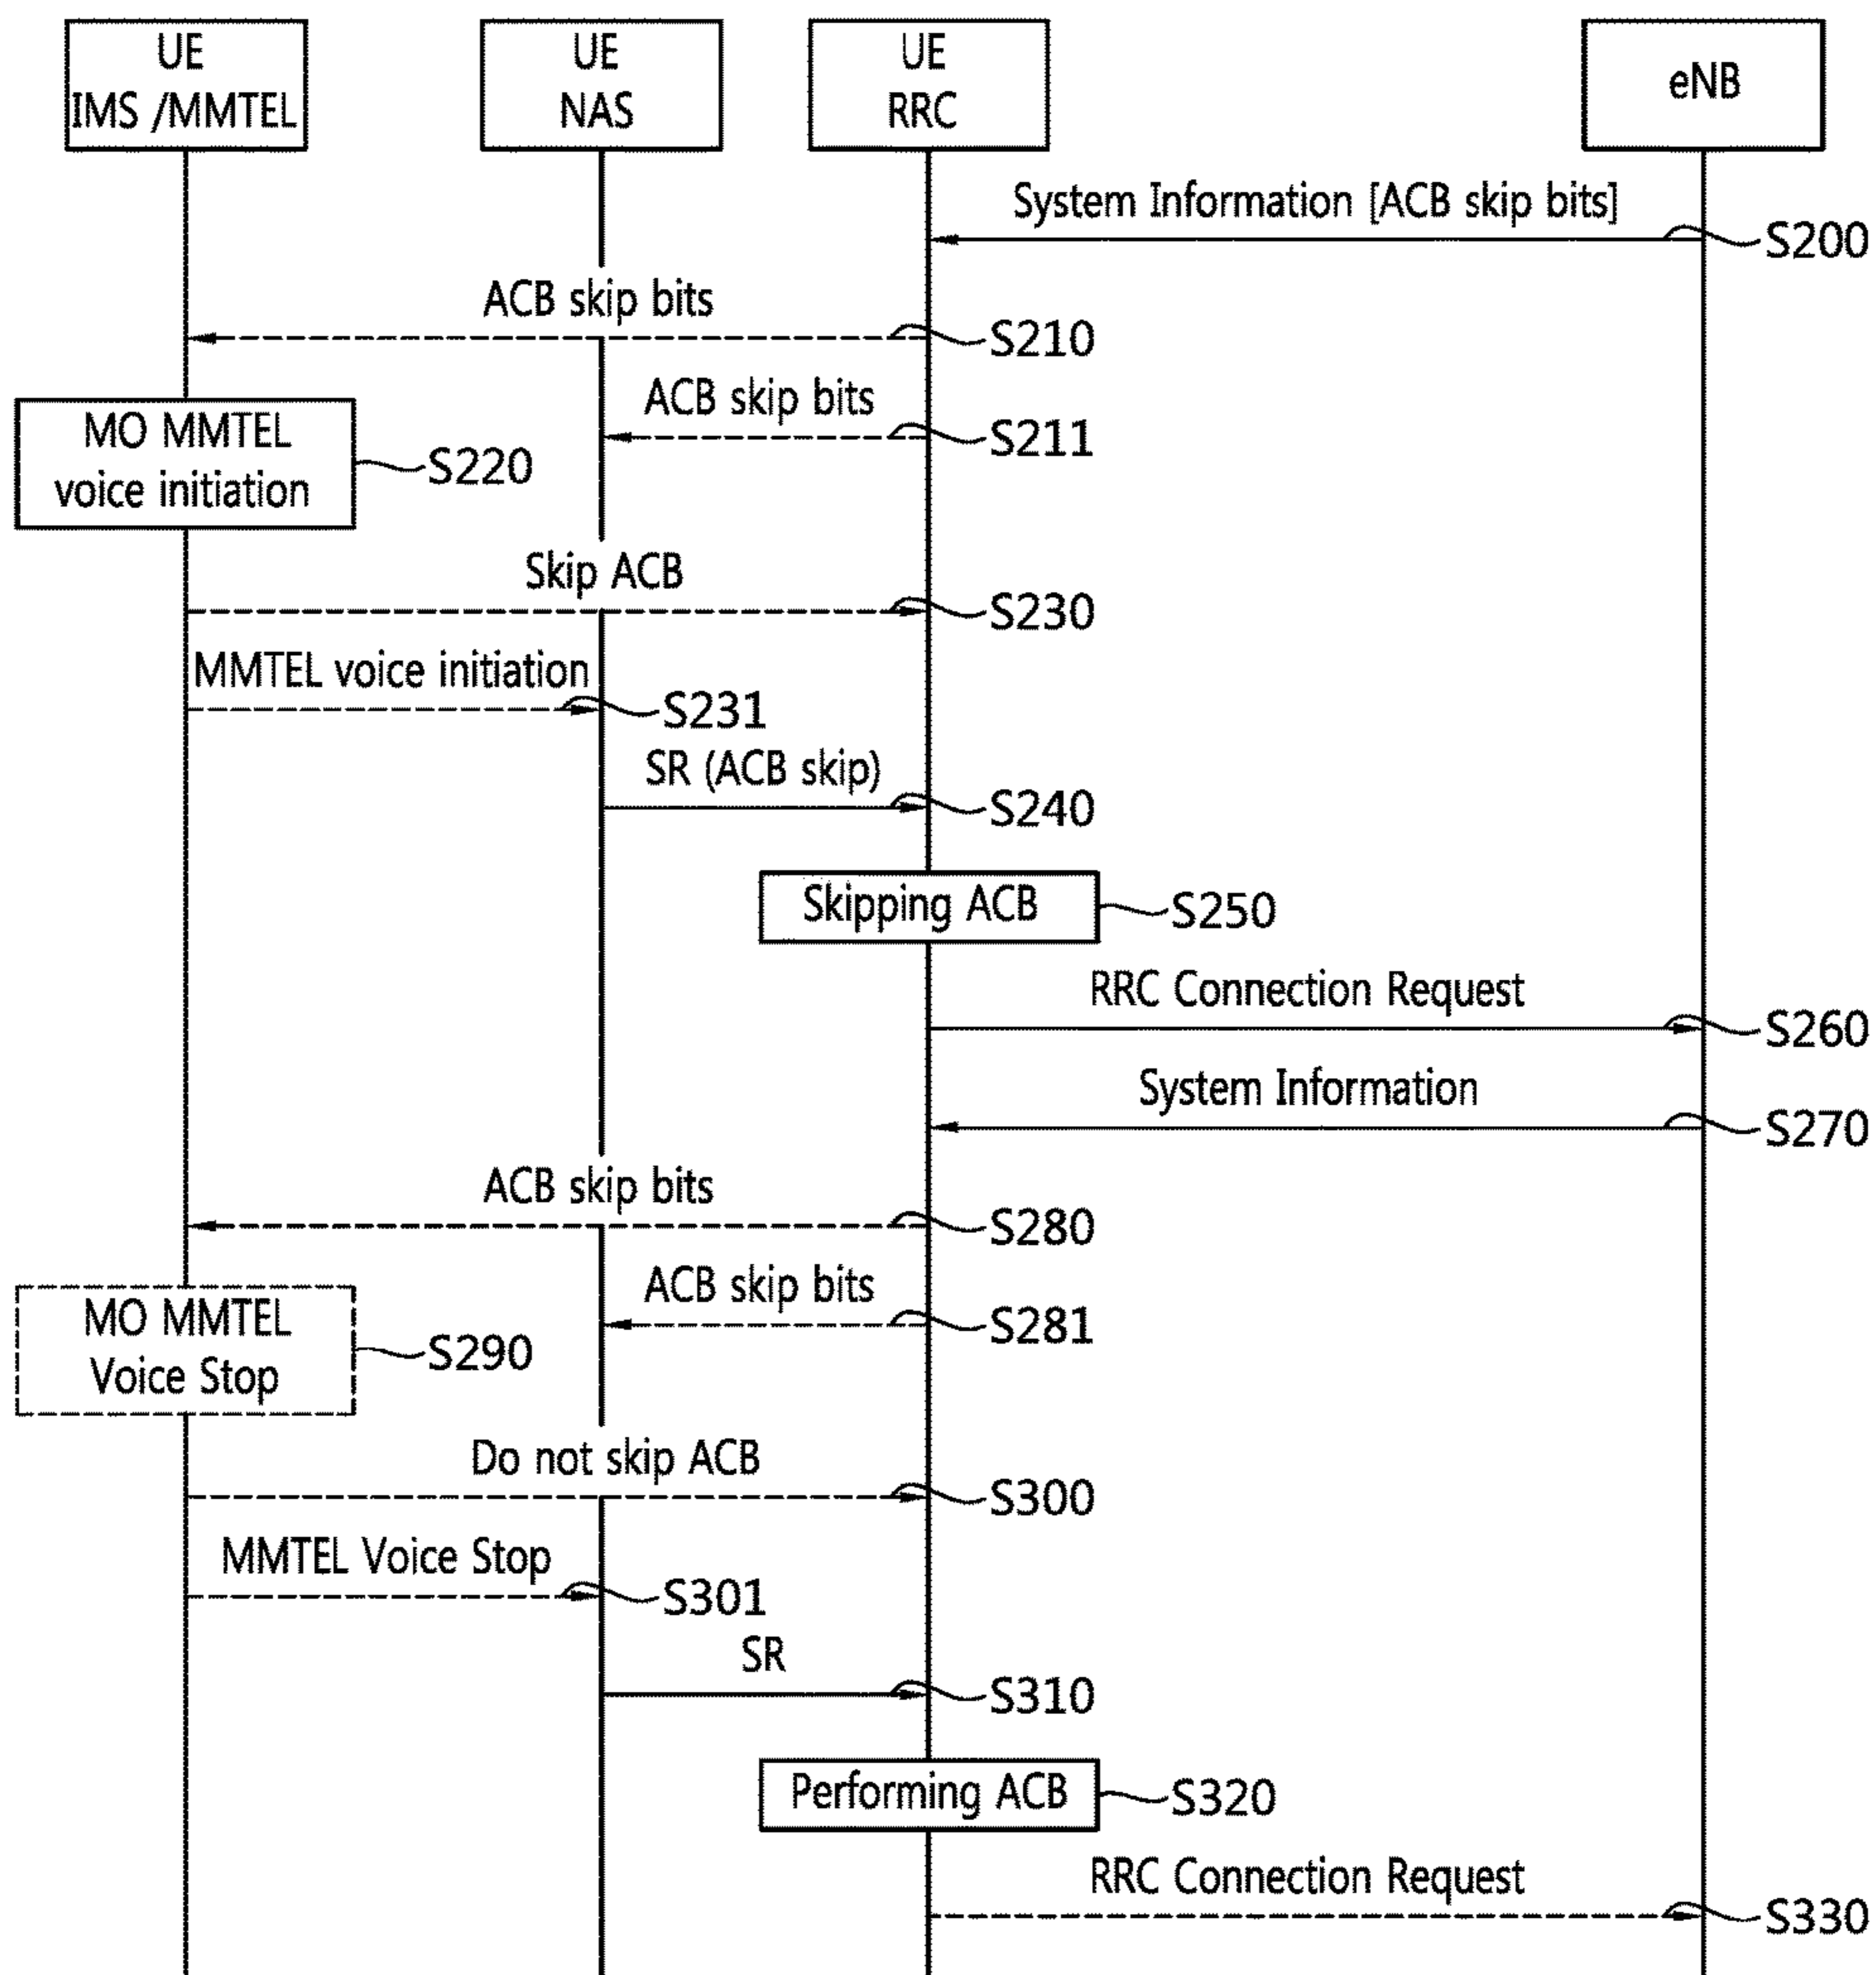 UE
IMS /MMTEL
UE
NAS
UE
RRC
eNB
System Information [ACB skip bits]
S200
ACB skip bits
S210
ACB skip bits
S211
MO MMTEL
voice initiation
S220
Skip ACB
S230
MMTEL voice initiation
S231
SR (ACB skip)
S240
Skipping ACB
S250
RRC Connection Request
S260
System Information
S270
ACB skip bits
S280
ACB skip bits
S281
MO MMTEL
Voice Stop
S290
Do not skip ACB
S300
MMTEL Voice Stop
S301
SR
S310
Performing ACB
S320
RRC Connection Request
S330